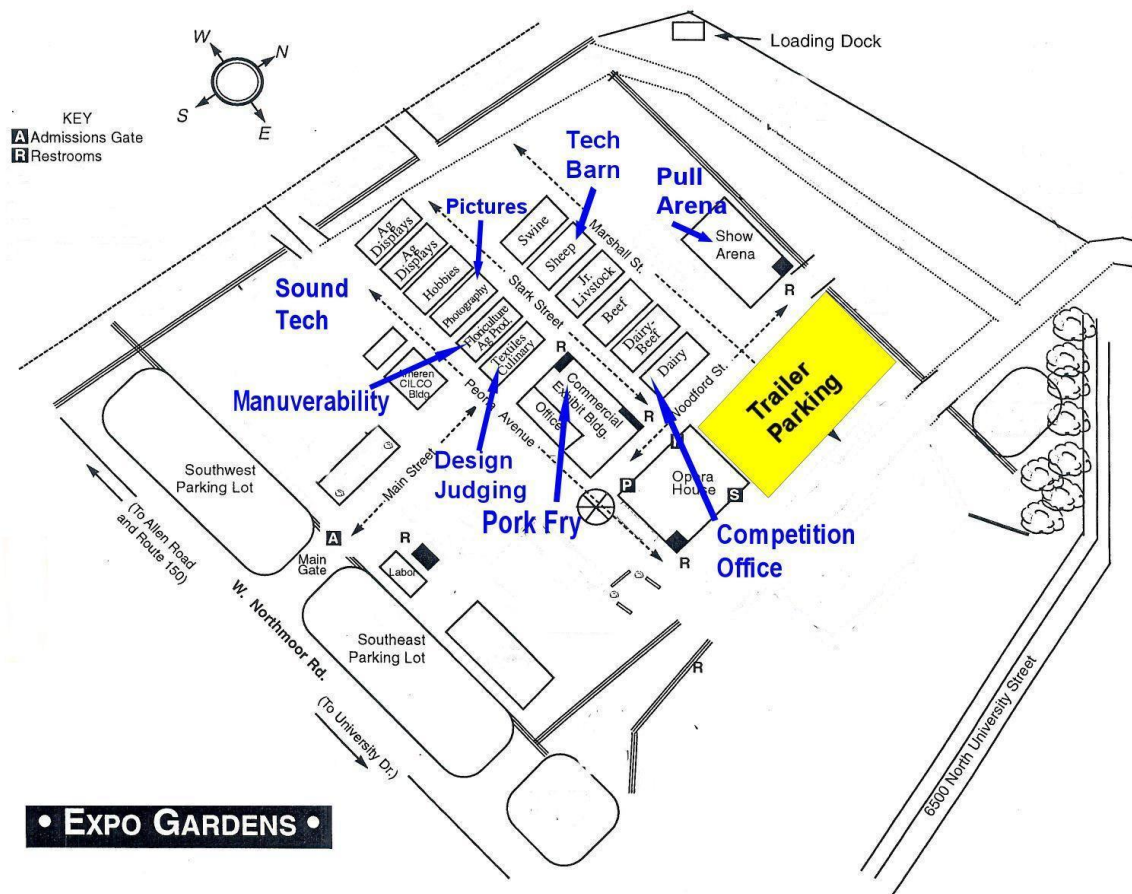 W
N
S
E
KEY
A Admissions Gate
R Restrooms
Loading Dock
Tech
Barn
Pull
Arena
Pictures
Sound
Tech
Manuverability
Design
Judging
Pork Fry
Competition
Office
Trailer
Parking
Ag
Displays
Ag
Displays
Hobbies
Photography
Floriculture
Ag Prod.
Textiles
Culinary
Swine
Sheep
Jr.
Livstock
Beef
Dairy-
Beef
Dairy
Show
Arena
R
Marshall St.
Stark Street
Woodford St.
Peoria Avenue
Main Street
R
Commercial
Exhibit Bldg.
Office
R
Opera
House
P
S
R
Ameren
CILCO
Bldg
Southwest
Parking Lot
(To Allen Road
and Route 150)
A
Main
Gate
R
Labor
W. Northmoor Rd.
Southeast
Parking Lot
(To University Dr.)
R
6500 North University Street
• EXPO GARDENS •